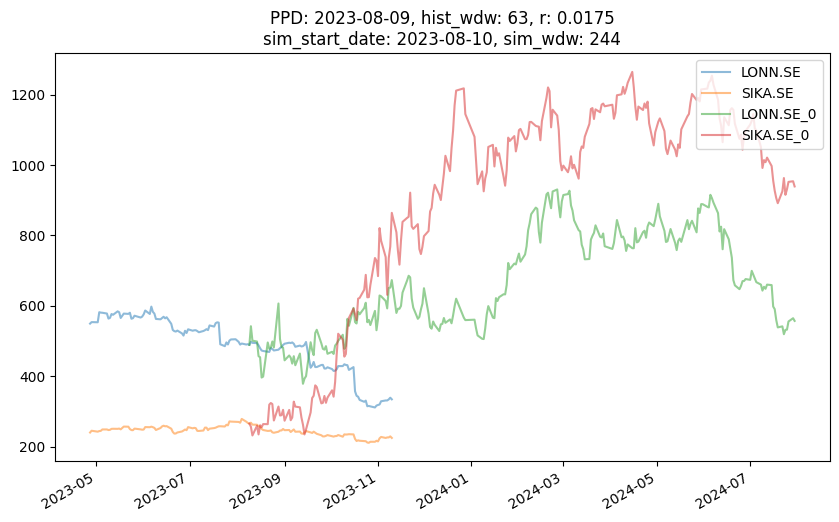 PPD: 2023-08-09, hist_wdw: 63, r: 0.0175
sim_start_date: 2023-08-10, sim_wdw: 244
LONN.SE
SIKA.SE
LONN.SE_0
SIKA.SE_0
1200
1000
800
600
400
200
2023-05
2023-07
2023-09
2023-11
2024-01
2024-03
2024-05
2024-07